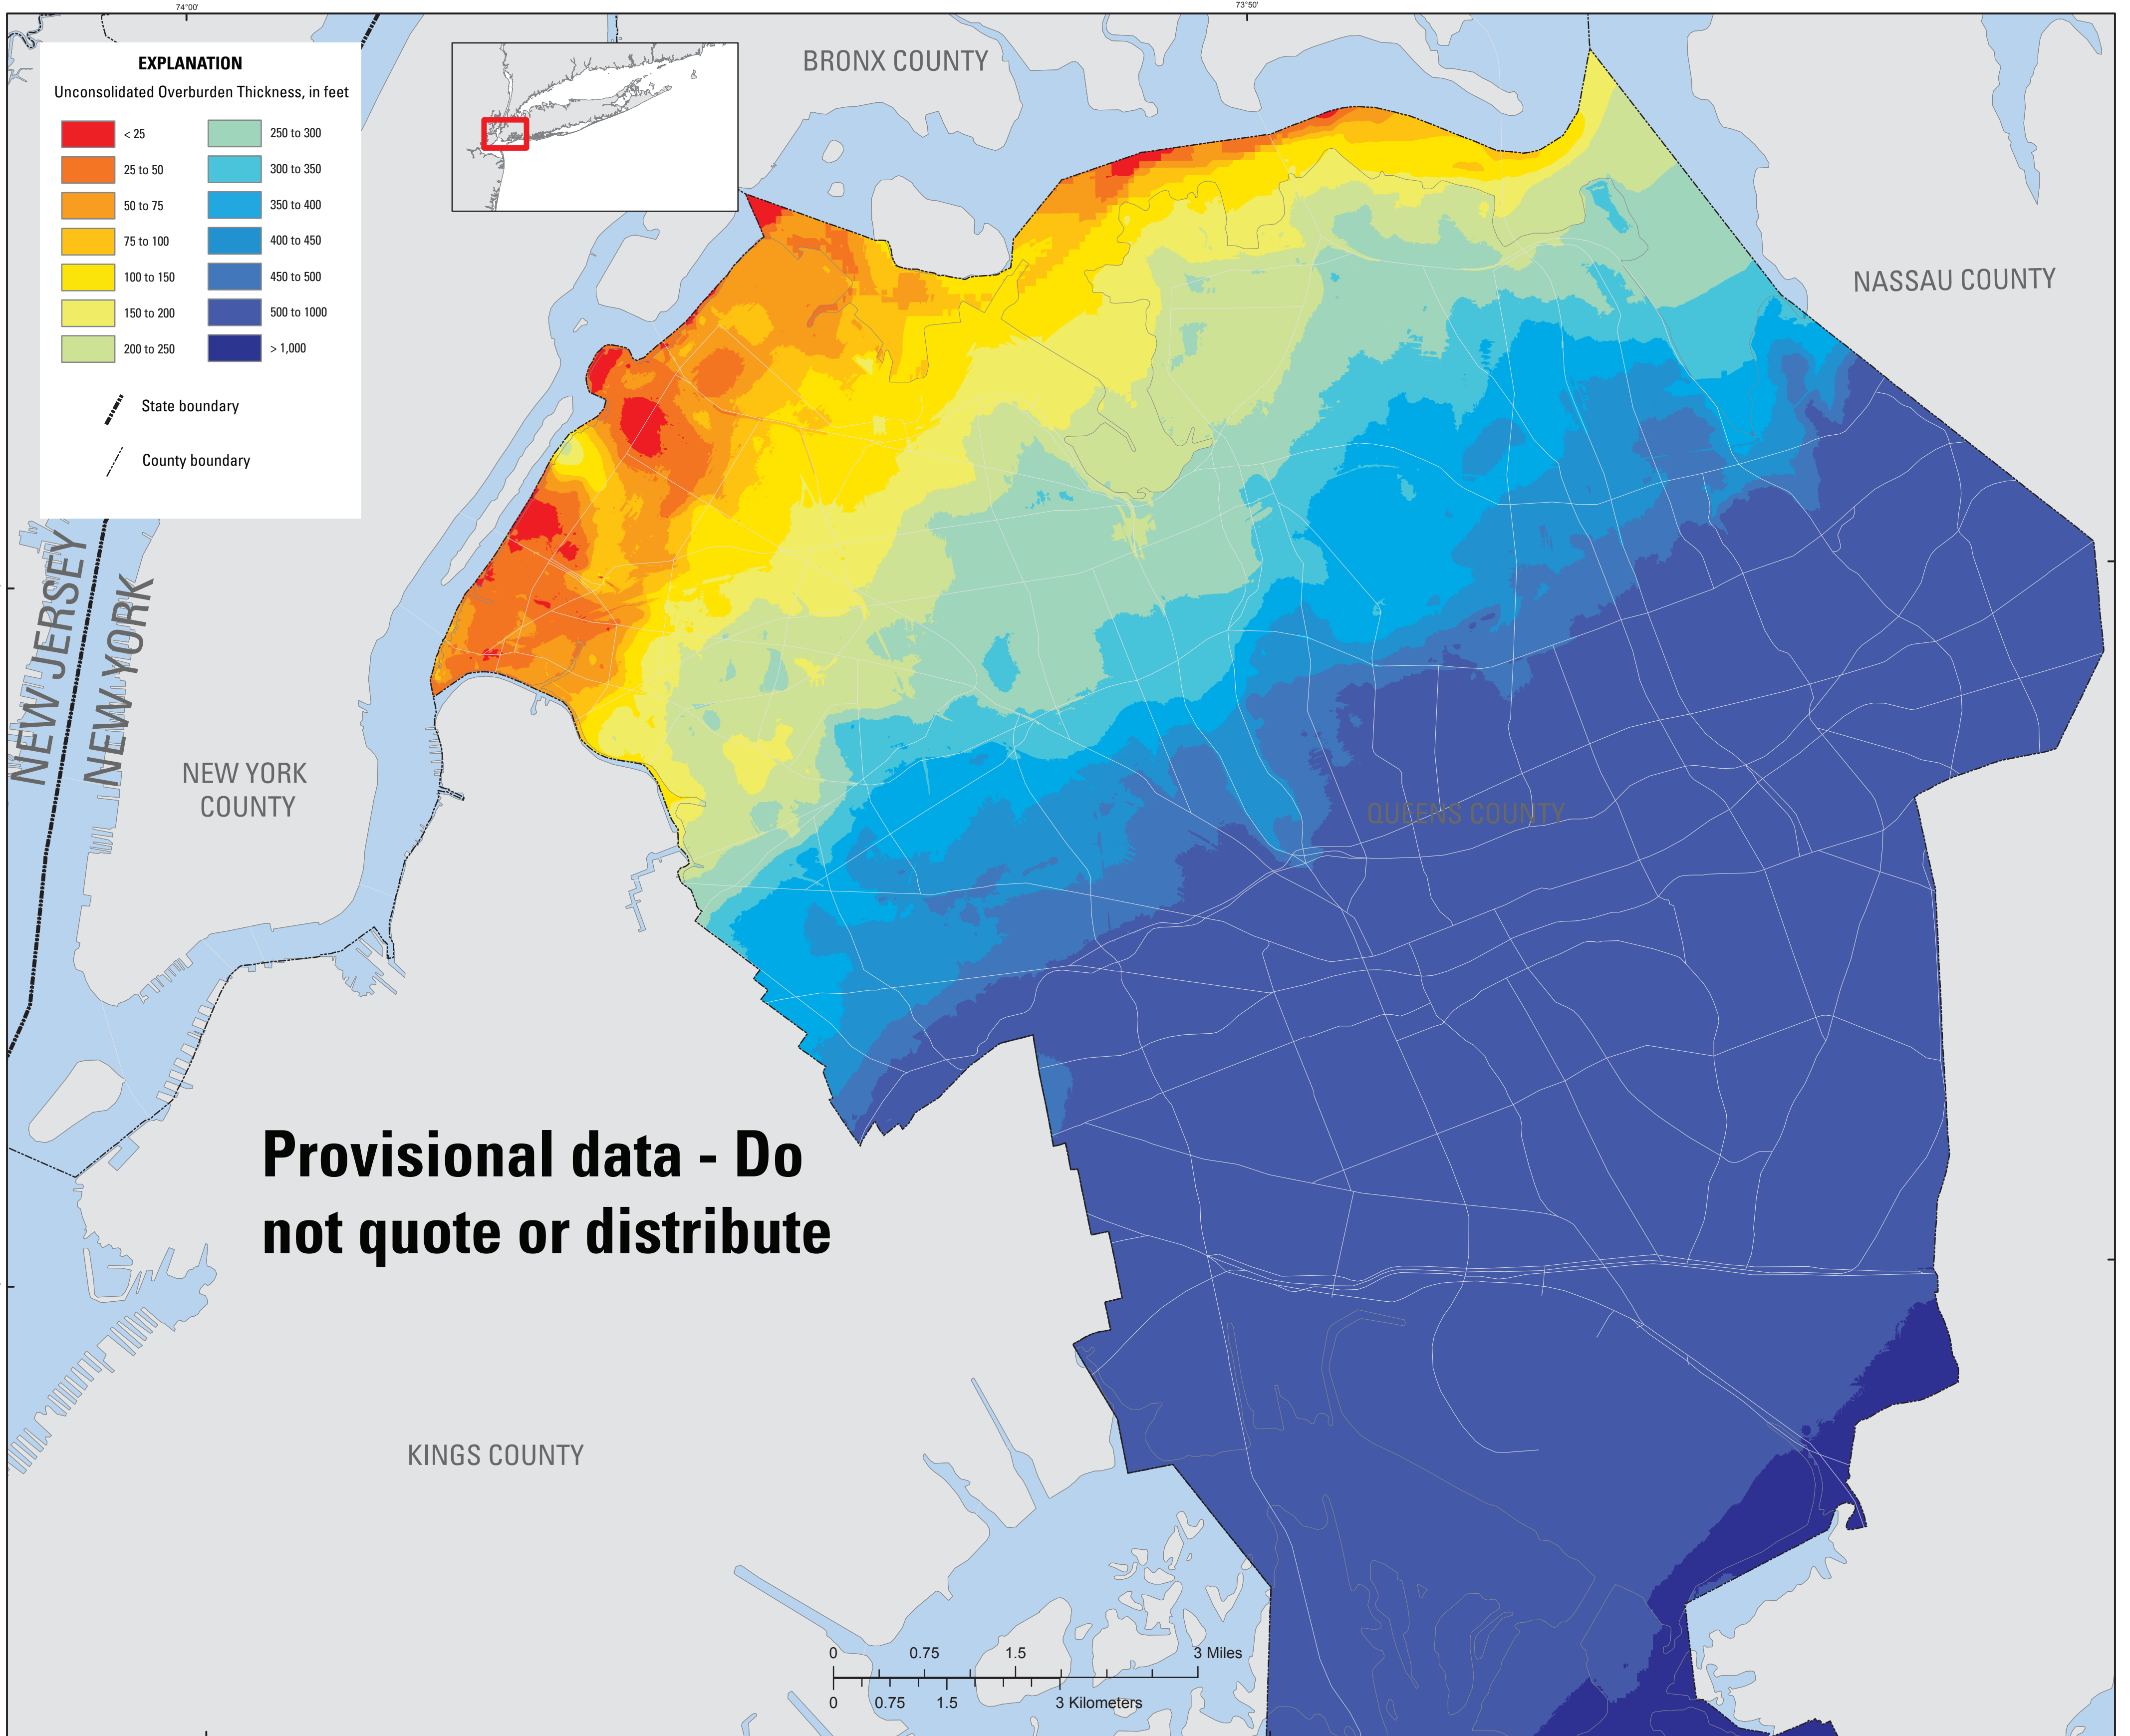 74°00'
73°50'
EXPLANATION
Unconsolidated Overburden Thickness, in feet
< 25
25 to 50
50 to 75
75 to 100
100 to 150
150 to 200
200 to 250
250 to 300
300 to 350
350 to 400
400 to 450
450 to 500
500 to 1000
> 1,000
State boundary
County boundary
BRONX COUNTY
NASSAU COUNTY
NEW JERSEY
NEW YORK
NEW YORK
COUNTY
QUEENS COUNTY
Provisional data - Do
not quote or distribute
KINGS COUNTY
0 0.75 1.5 3 Miles
0 0.75 1.5 3 Kilometers